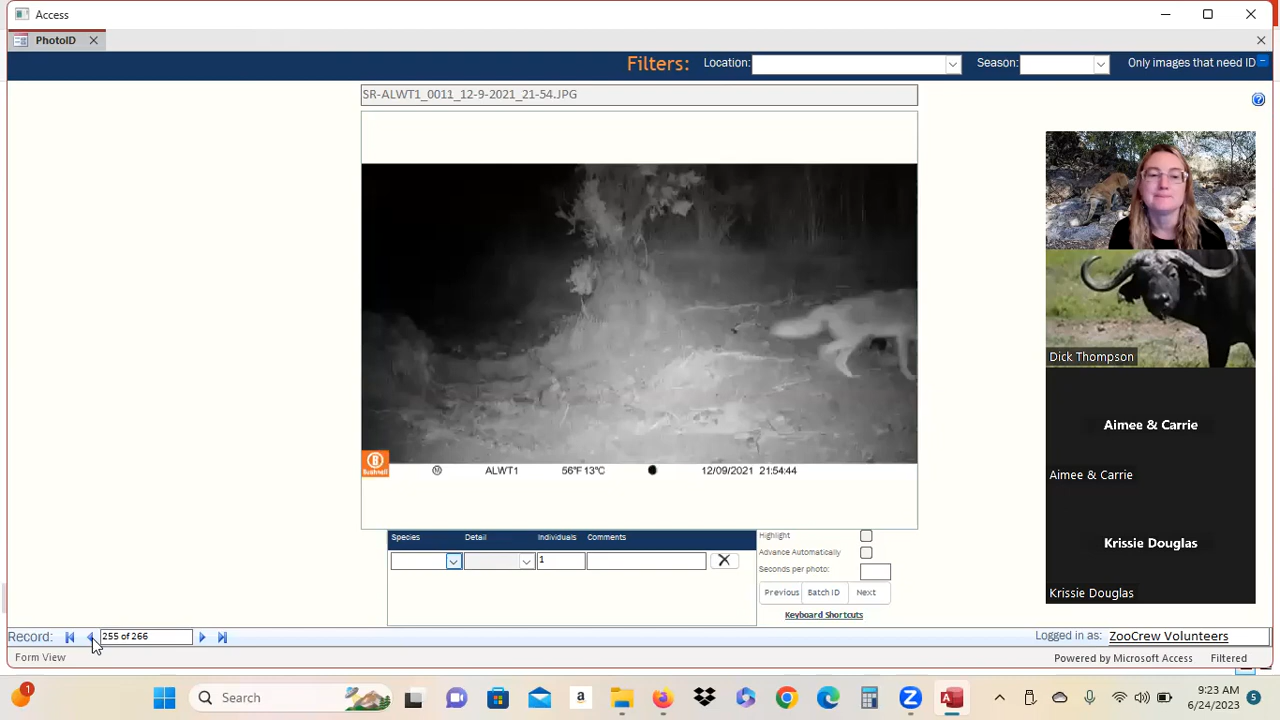 Access
PhotoID
Filters: Location: Season: Only images that need ID
SR-ALWT1_0011_12-9-2021_21-54.JPG
B
Bushnell
M ALWT1 56°F 13°C 12/09/2021 21:54:44
Dick Thompson
Aimee & Carrie
Aimee & Carrie
Krissie Douglas
Krissie Douglas
Species Detail Individuals Comments
1
Highlight
Advance Automatically
Seconds per photo:
Previous Batch ID Next
Keyboard Shortcuts
Record: 255 of 266
Logged in as: ZooCrew Volunteers
Form View
Powered by Microsoft Access Filtered
1
Search
a
9:23 AM
6/24/2023
5